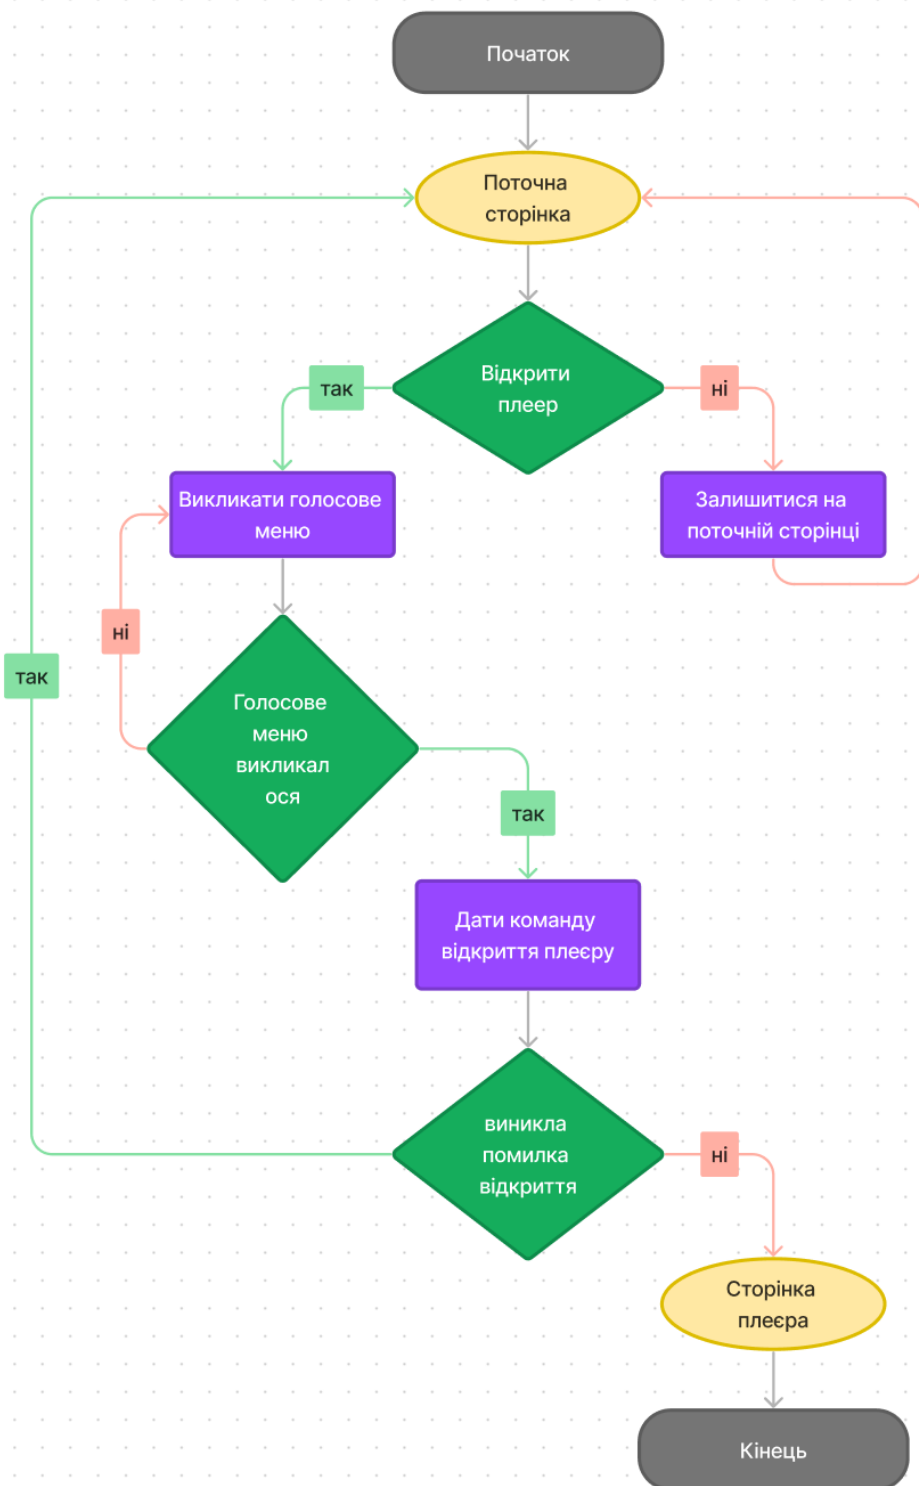 Початок
Поточна
сторінка
Відкрити
плеер
так
ні
Викликати голосове
меню
Залишитися на
поточній сторінці
ні
так
Голосове
меню
викликал
ося
так
Дати команду
відкриття плеєру
виникла
помилка
відкриття
ні
Сторінка
плеєра
Кінець